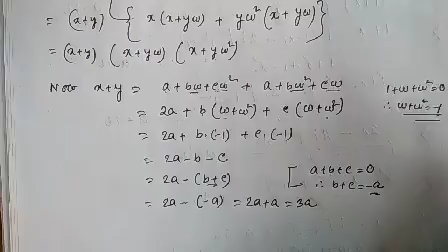 = (x+y) { x(x+yω) + yω²(x+yω) }
= (x+y) (x+yω) (x+yω²)
Now x+y = a+bω+cω² + a+bω²+cω
1+ω+ω²=0
= 2a + b(ω+ω²) + c(ω+ω²)
∴ ω+ω²=-1
= 2a + b·(-1) + c·(-1)
= 2a-b-c
= 2a-(b+c)
a+b+c=0
∴ b+c=-a
= 2a-(-a) = 2a+a = 3a